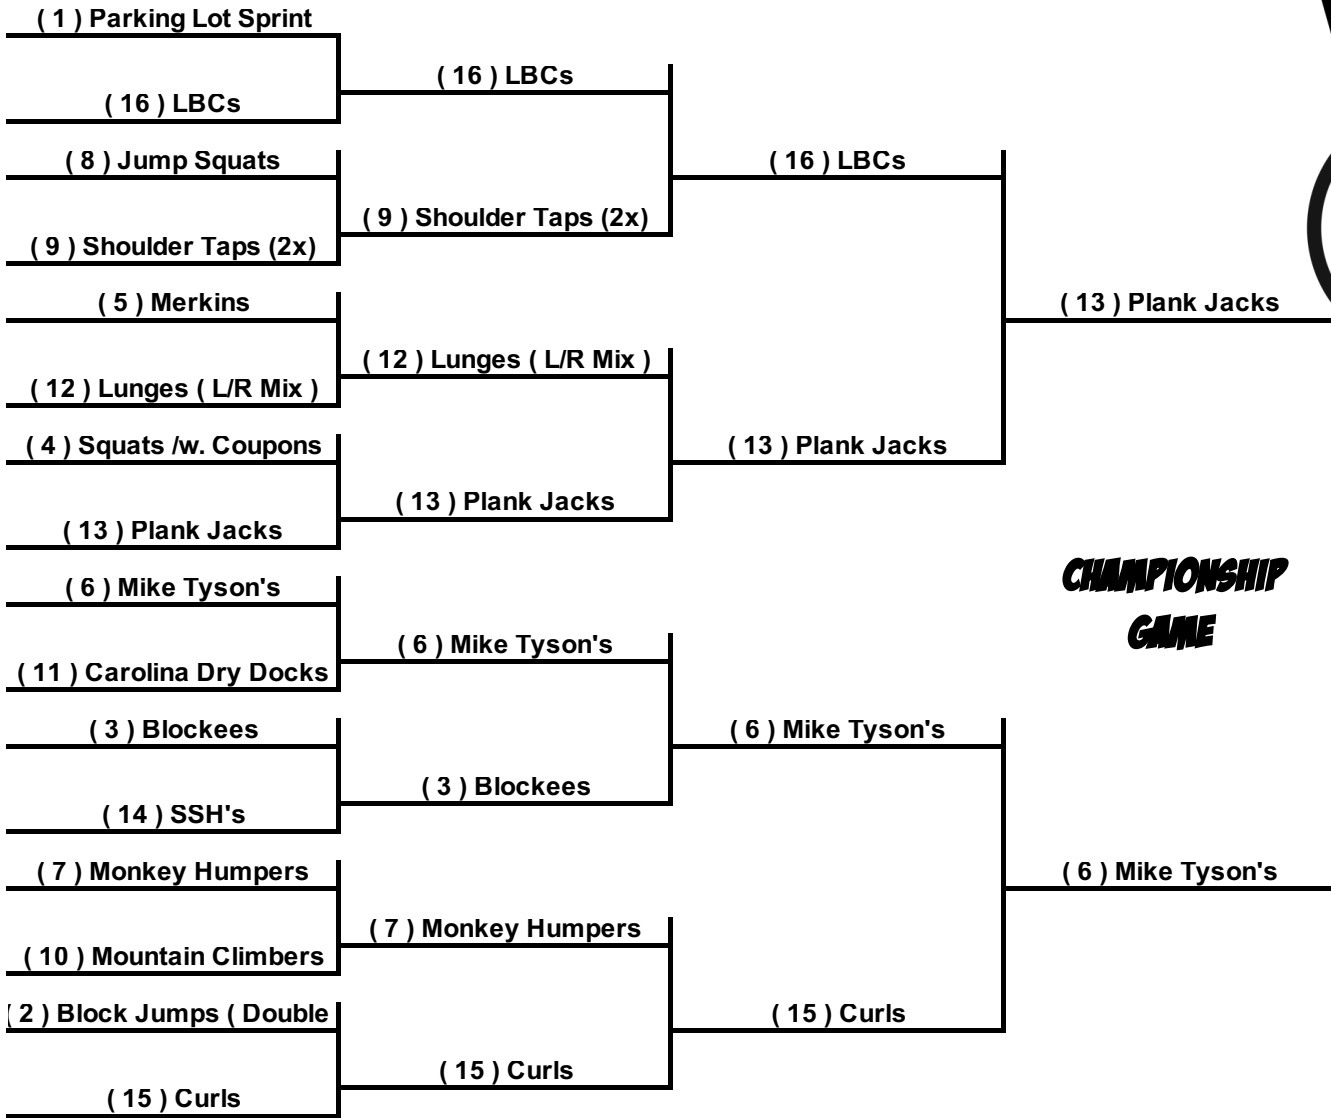 ( 1 ) Parking Lot Sprint
( 16 ) LBCs
( 8 ) Jump Squats
( 9 ) Shoulder Taps (2x)
( 5 ) Merkins
( 12 ) Lunges ( L/R Mix )
( 4 ) Squats /w. Coupons
( 13 ) Plank Jacks
( 6 ) Mike Tyson's
( 11 ) Carolina Dry Docks
( 3 ) Blockees
( 14 ) SSH's
( 7 ) Monkey Humpers
( 10 ) Mountain Climbers
( 2 ) Block Jumps ( Double
( 15 ) Curls
( 16 ) LBCs
( 9 ) Shoulder Taps (2x)
( 12 ) Lunges ( L/R Mix )
( 13 ) Plank Jacks
( 6 ) Mike Tyson's
( 3 ) Blockees
( 7 ) Monkey Humpers
( 15 ) Curls
( 16 ) LBCs
( 13 ) Plank Jacks
( 6 ) Mike Tyson's
( 15 ) Curls
( 13 ) Plank Jacks
CHAMPIONSHIP
GAME
( 6 ) Mike Tyson's